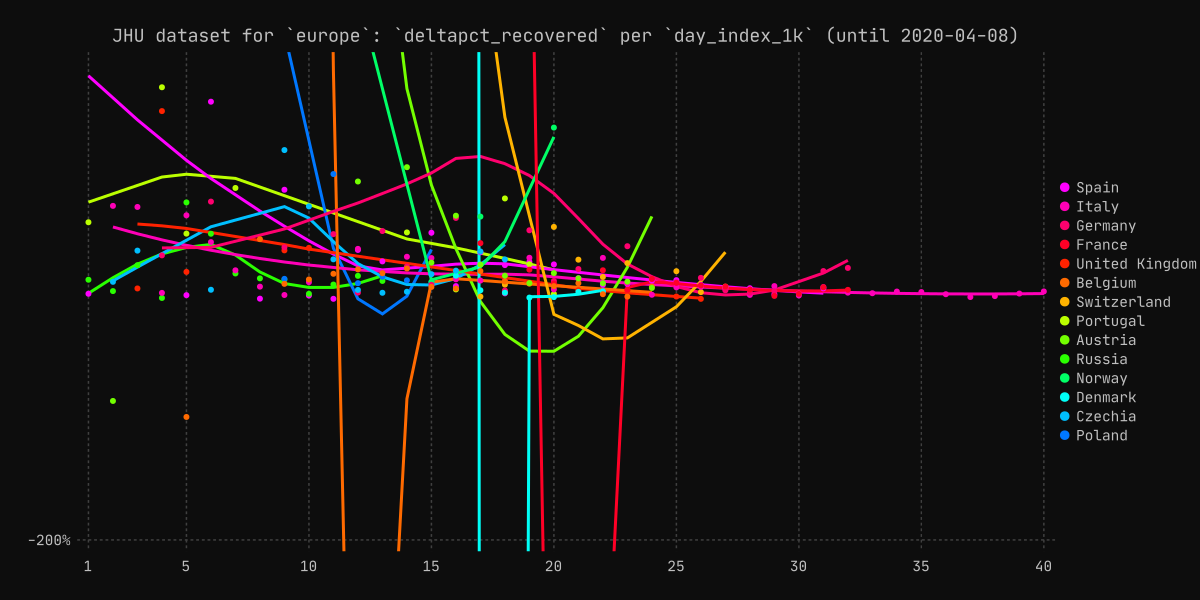 JHU dataset for `europe`: `deltapct_recovered` per `day_index_1k` (until 2020-04-08)
Spain
Italy
Germany
France
United Kingdom
Belgium
Switzerland
Portugal
Austria
Russia
Norway
Denmark
Czechia
Poland
-200%
1 5 10 15 20 25 30 35 40